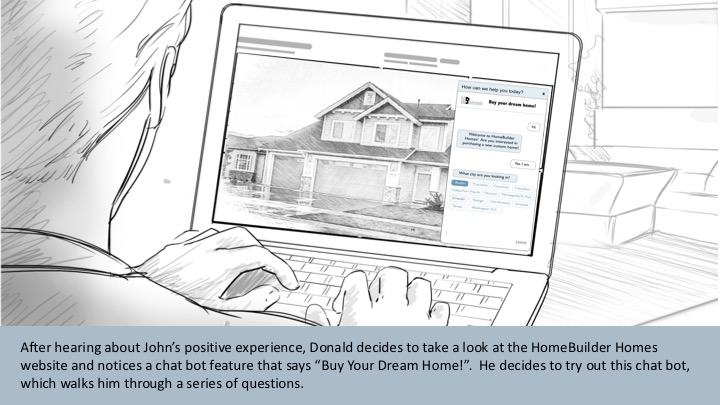 How can we help you today?
Buy your dream home!
Hi
Welcome to HomeBuilder
Homes! Are you interested in
purchasing a new custom home?
Yes I am
What city are you looking in?
After hearing about John's positive experience, Donald decides to take a look at the HomeBuilder Homes
website and notices a chat bot feature that says “Buy Your Dream Home!”.  He decides to try out this chat bot,
which walks him through a series of questions.